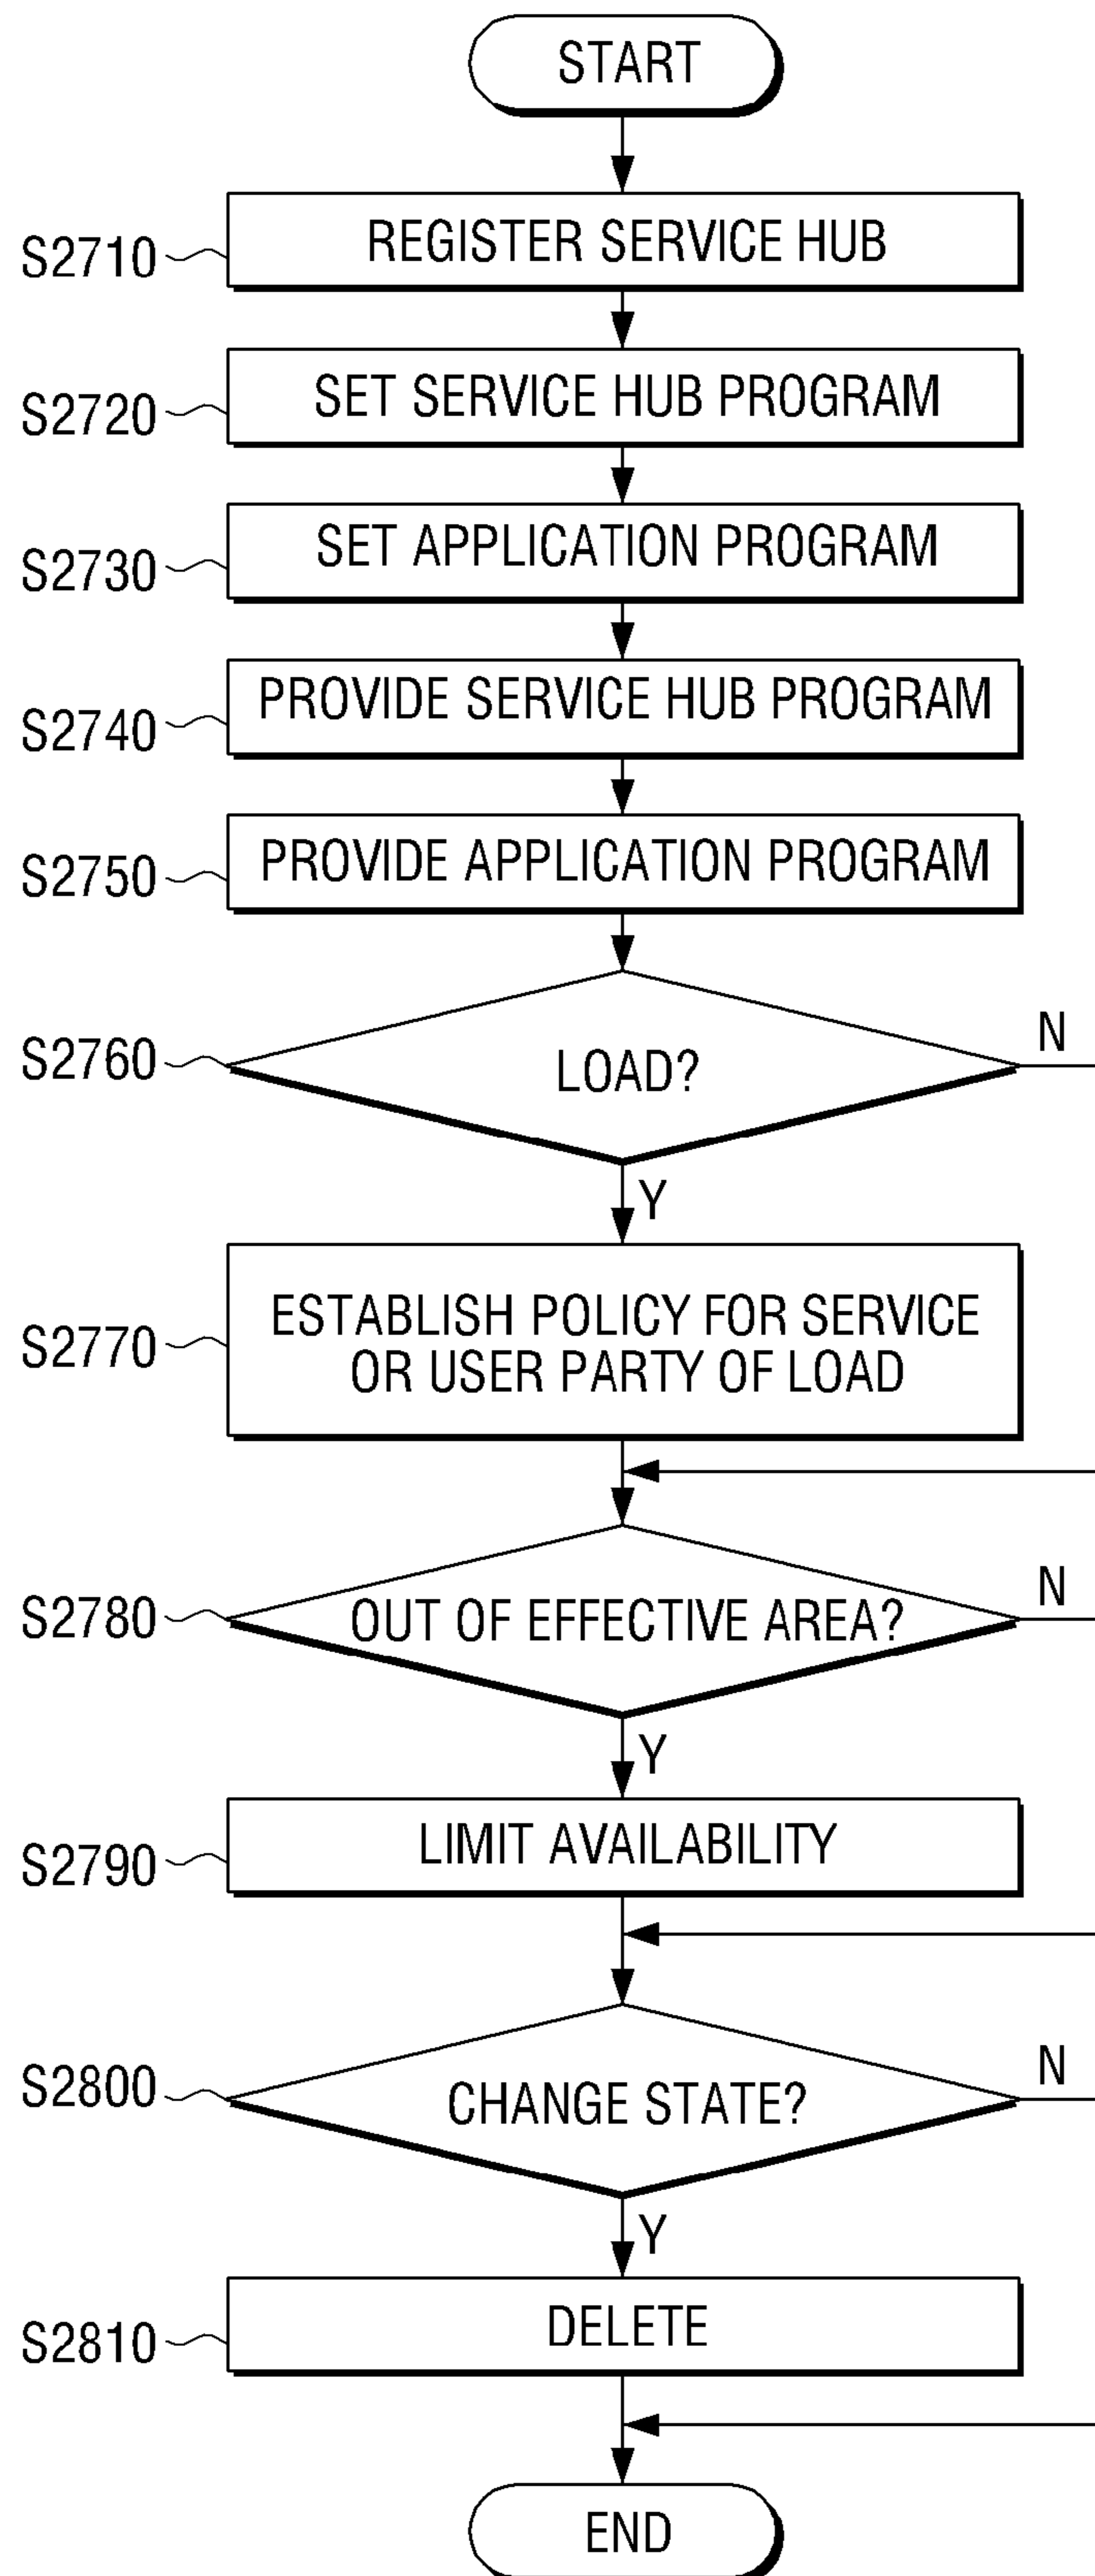 START
S2710
REGISTER SERVICE HUB
S2720
SET SERVICE HUB PROGRAM
S2730
SET APPLICATION PROGRAM
S2740
PROVIDE SERVICE HUB PROGRAM
S2750
PROVIDE APPLICATION PROGRAM
S2760
LOAD?
N
Y
S2770
ESTABLISH POLICY FOR SERVICE
OR USER PARTY OF LOAD
S2780
OUT OF EFFECTIVE AREA?
N
Y
S2790
LIMIT AVAILABILITY
S2800
CHANGE STATE?
N
Y
S2810
DELETE
END